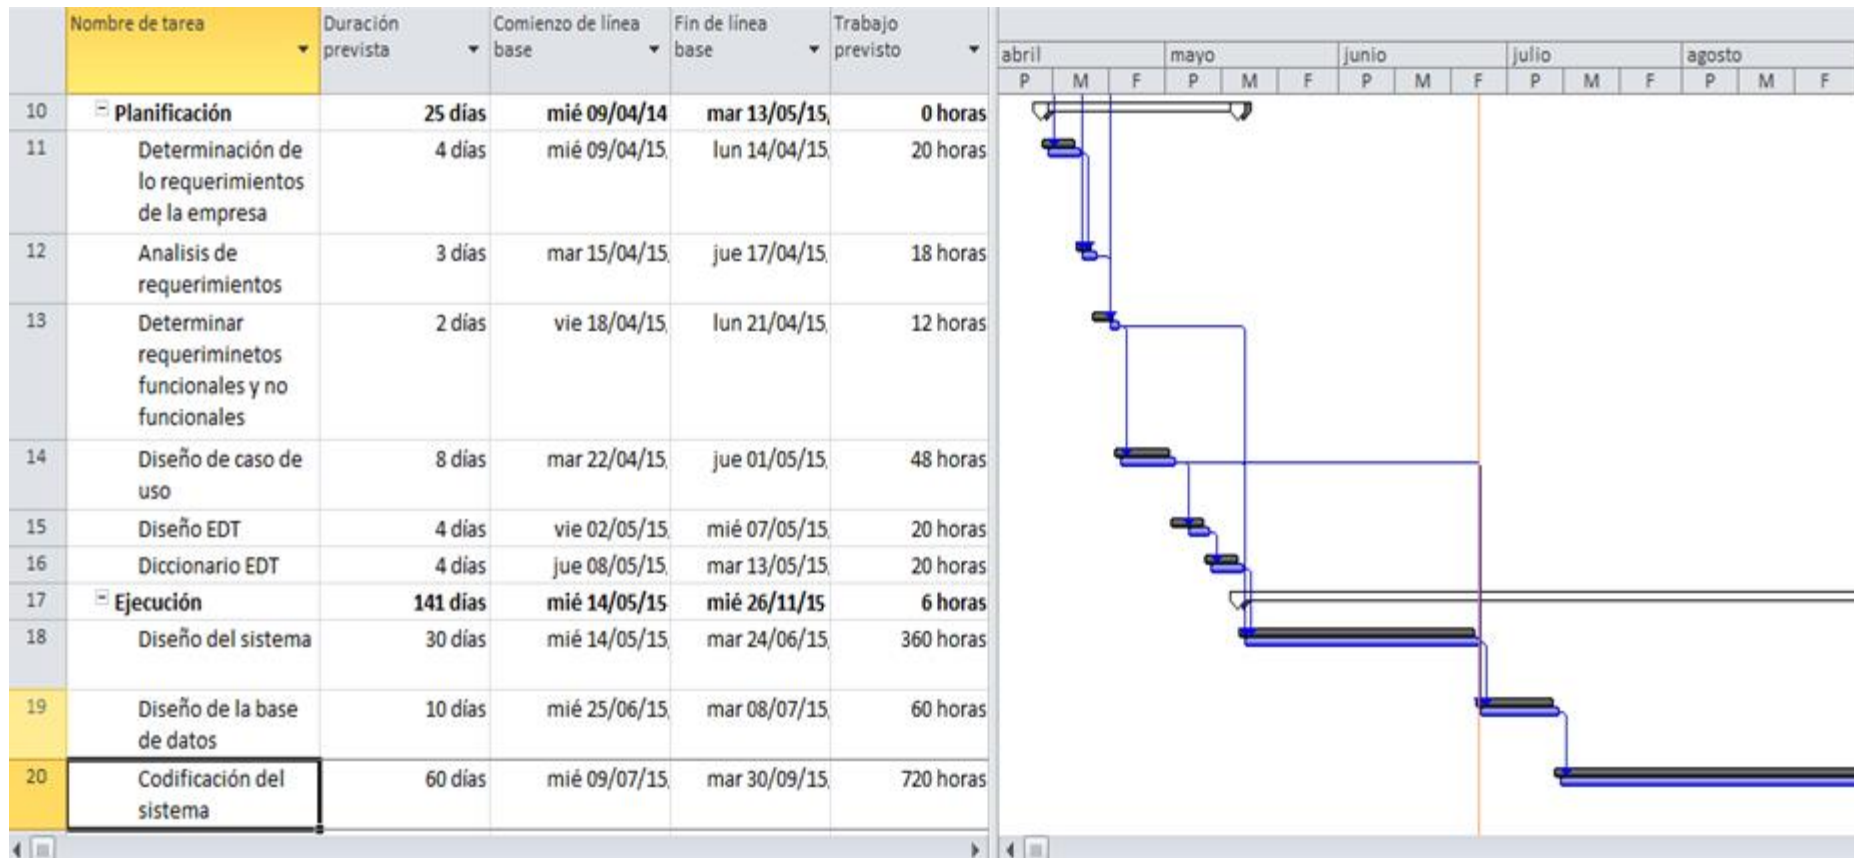 Nombre de tarea Duración prevista Comienzo de línea base Fin de línea base Trabajo previsto
abril mayo junio julio agosto
P M F P M F P M F P M F P M F
10 Planificación 25 días mié 09/04/14 mar 13/05/15, 0 horas
11 Determinación de lo requerimientos de la empresa 4 días mié 09/04/15, lun 14/04/15, 20 horas
12 Analisis de requerimientos 3 días mar 15/04/15, jue 17/04/15, 18 horas
13 Determinar requeriminetos funcionales y no funcionales 2 días vie 18/04/15, lun 21/04/15, 12 horas
14 Diseño de caso de uso 8 días mar 22/04/15, jue 01/05/15, 48 horas
15 Diseño EDT 4 días vie 02/05/15, mié 07/05/15, 20 horas
16 Diccionario EDT 4 días jue 08/05/15, mar 13/05/15, 20 horas
17 Ejecución 141 días mié 14/05/15 mié 26/11/15 6 horas
18 Diseño del sistema 30 días mié 14/05/15, mar 24/06/15, 360 horas
19 Diseño de la base de datos 10 días mié 25/06/15, mar 08/07/15, 60 horas
20 Codificación del sistema 60 días mié 09/07/15, mar 30/09/15, 720 horas